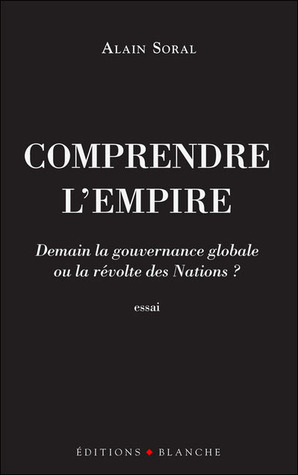 Alain Soral
COMPRENDRE
L'EMPIRE
Demain la gouvernance globale
ou la révolte des Nations ?
essai
ÉDITIONS ◆ BLANCHE